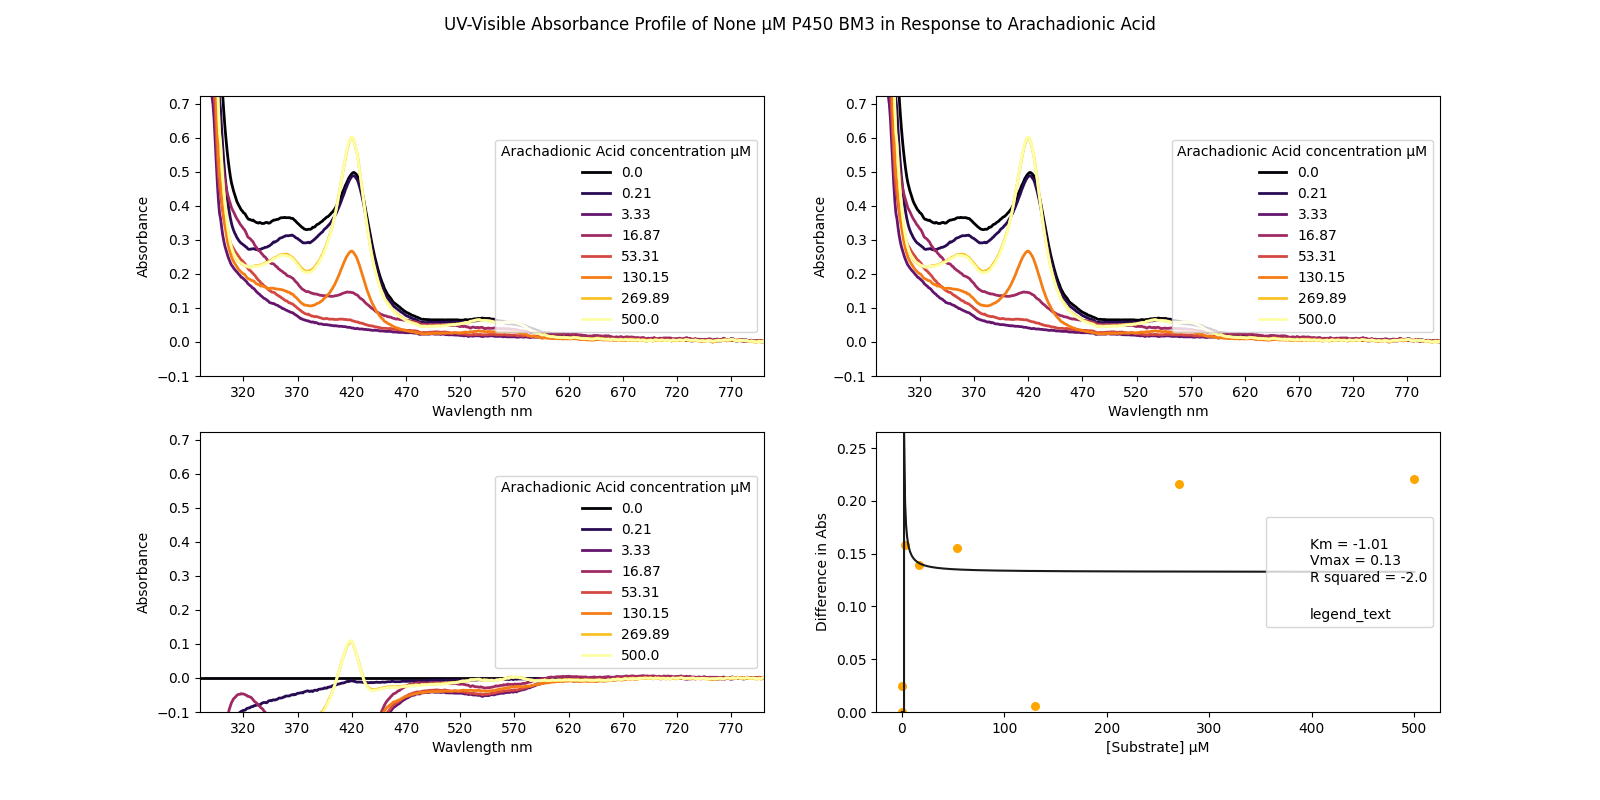 UV-Visible Absorbance Profile of None µM P450 BM3 in Response to Arachadionic Acid
0.7
0.6
0.5
0.4
0.3
0.2
0.1
0.0
−0.1
Absorbance
Arachadionic Acid concentration µM
0.0
0.21
3.33
16.87
53.31
130.15
269.89
500.0
320 370 420 470 520 570 620 670 720 770
Wavlength nm
0.7
0.6
0.5
0.4
0.3
0.2
0.1
0.0
−0.1
Absorbance
Arachadionic Acid concentration µM
0.0
0.21
3.33
16.87
53.31
130.15
269.89
500.0
320 370 420 470 520 570 620 670 720 770
Wavlength nm
0.7
0.6
0.5
0.4
0.3
0.2
0.1
0.0
−0.1
Absorbance
Arachadionic Acid concentration µM
0.0
0.21
3.33
16.87
53.31
130.15
269.89
500.0
320 370 420 470 520 570 620 670 720 770
Wavlength nm
0.25
0.20
0.15
0.10
0.05
0.00
Difference in Abs
Km = -1.01
Vmax = 0.13
R squared = -2.0
legend_text
0 100 200 300 400 500
[Substrate] µM